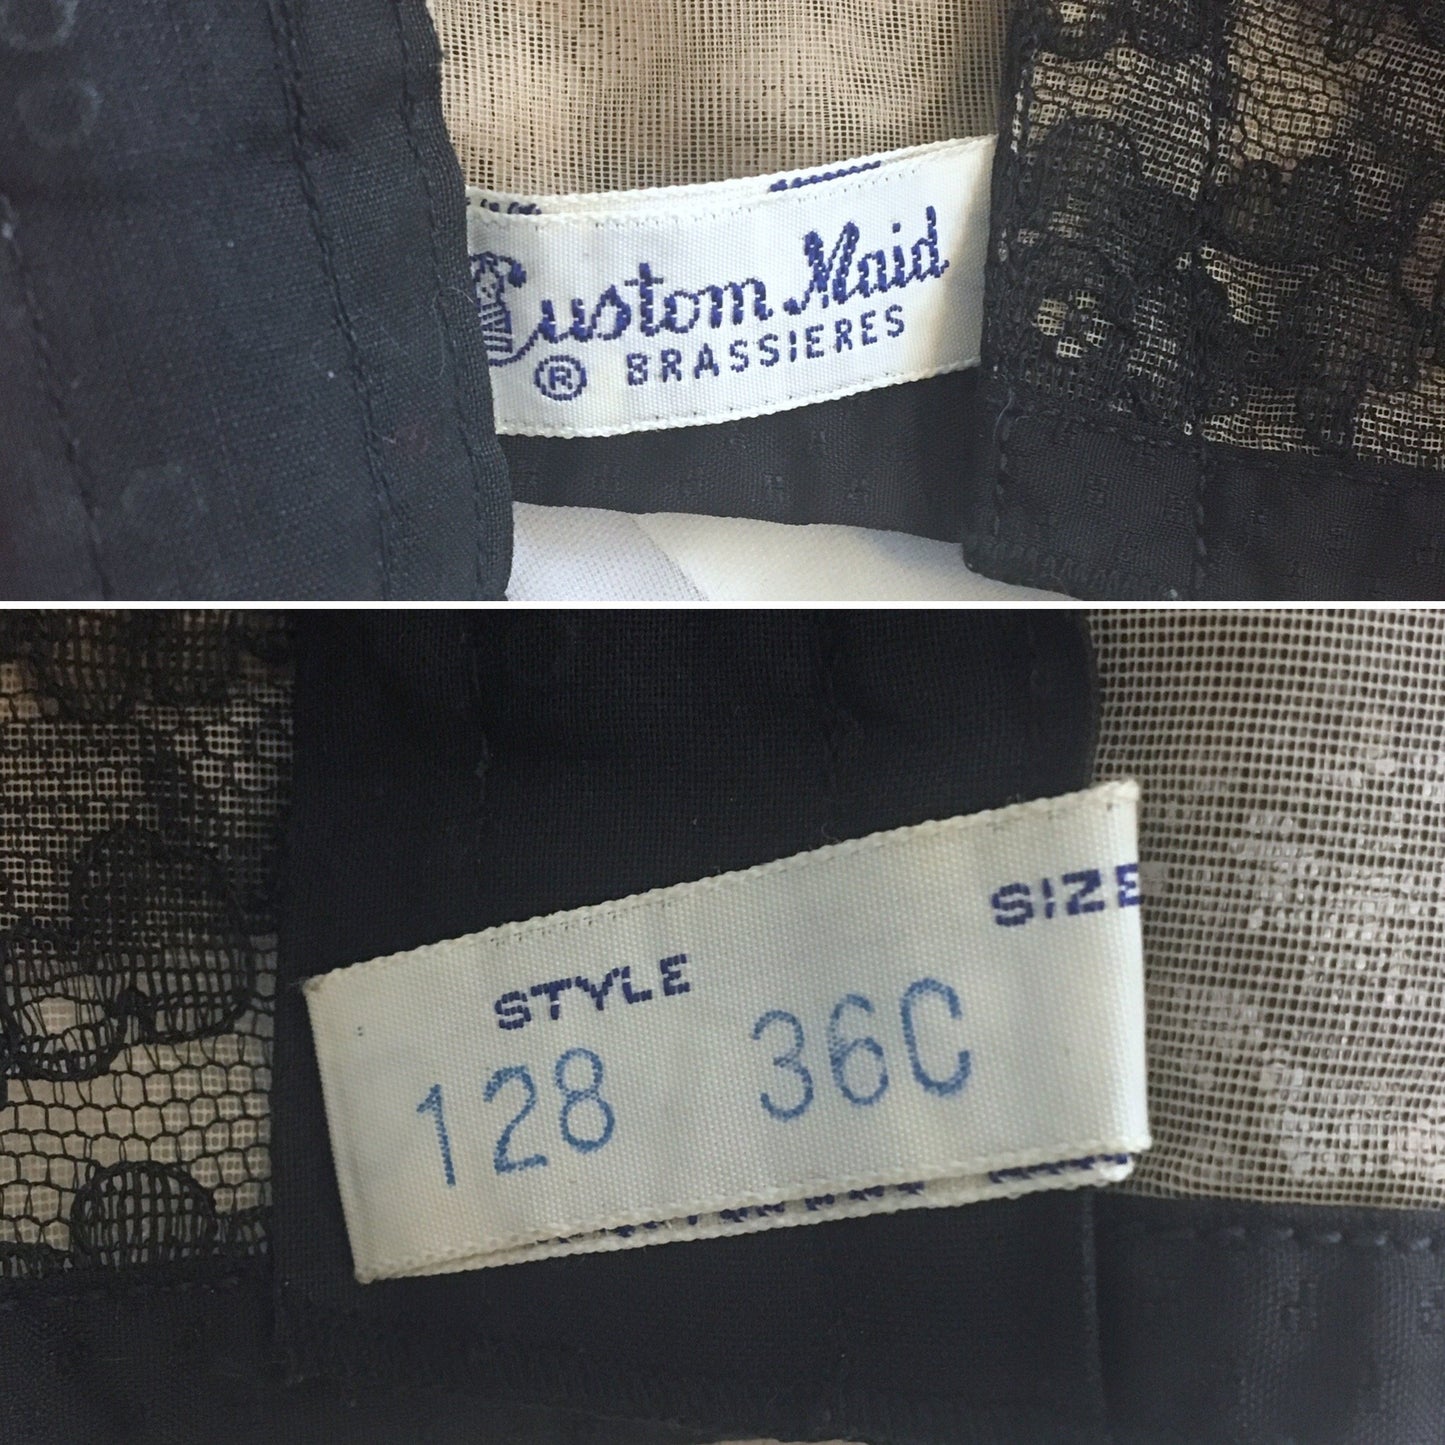 Custom Maid
® BRASSIERES
STYLE SIZE
128 36C